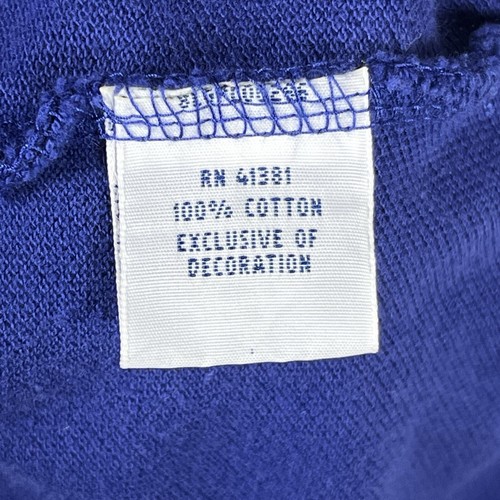 RN 41381
100% COTTON
EXCLUSIVE OF
DECORATION